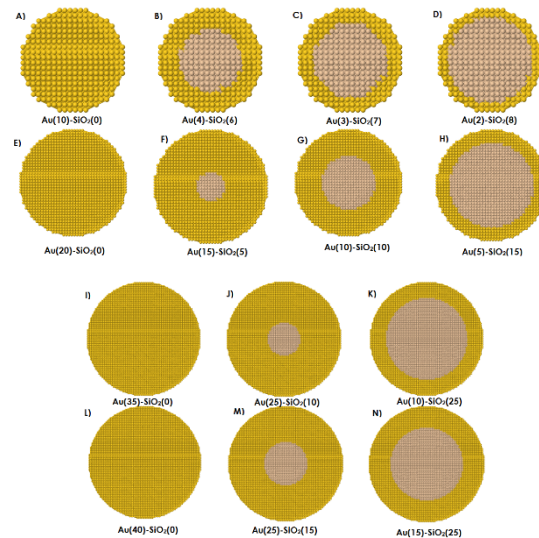 A) B) C) D)
Au(10)-SiO₂(0) Au(4)-SiO₂(6) Au(3)-SiO₂(7) Au(2)-SiO₂(8)
E) F) G) H)
Au(20)-SiO₂(0) Au(15)-SiO₂(5) Au(10)-SiO₂(10) Au(5)-SiO₂(15)
I) J) K)
Au(35)-SiO₂(0) Au(25)-SiO₂(10) Au(10)-SiO₂(25)
L) M) N)
Au(40)-SiO₂(0) Au(25)-SiO₂(15) Au(15)-SiO₂(25)